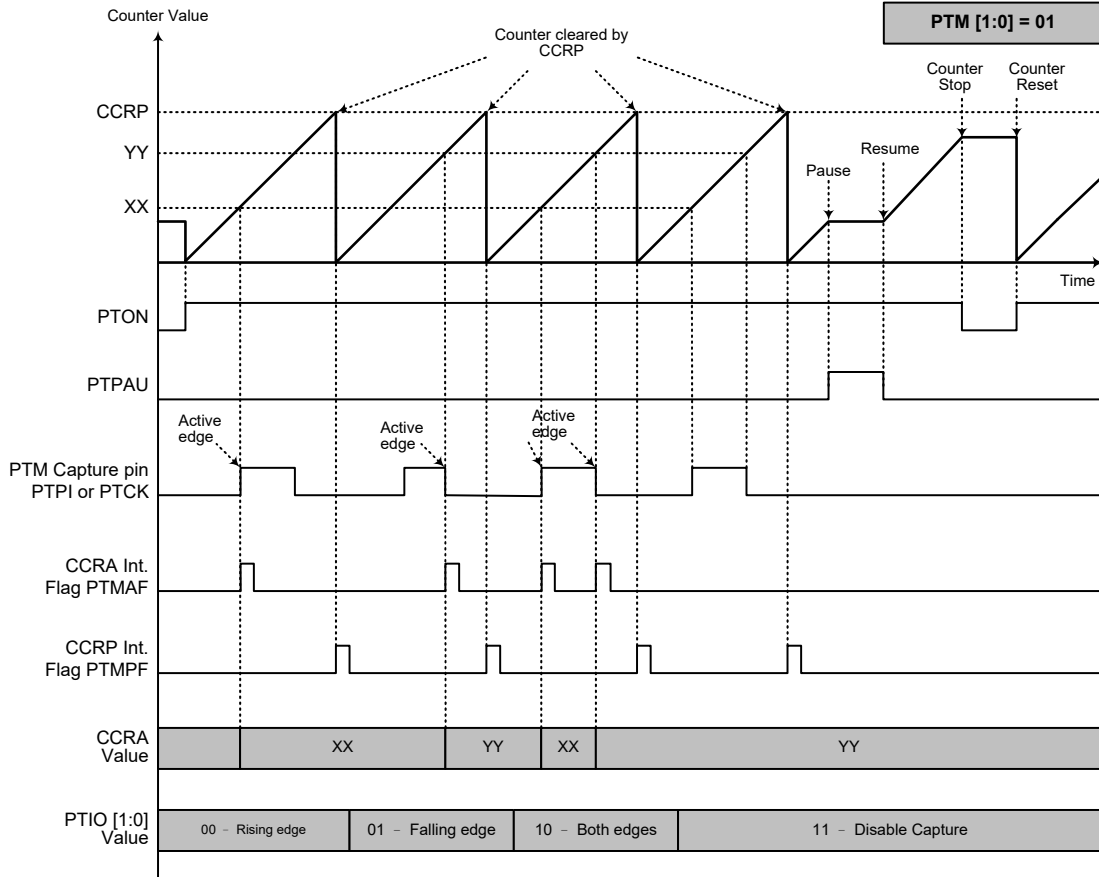 Counter Value
PTM [1:0] = 01
Counter cleared by
CCRP
Counter
Stop
Counter
Reset
CCRP
YY
XX
Pause
Resume
Time
PTON
PTPAU
Active
edge
Active
edge
Active
edge
PTM Capture pin
PTPI or PTCK
CCRA Int.
Flag PTMAF
CCRP Int.
Flag PTMPF
CCRA
Value
XX
YY
XX
YY
PTIO [1:0]
Value
00 – Rising edge
01 – Falling edge
10 – Both edges
11 – Disable Capture